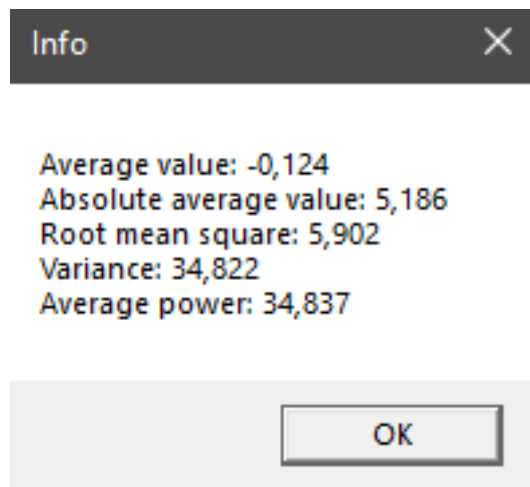 Info
Average value: -0,124
Absolute average value: 5,186
Root mean square: 5,902
Variance: 34,822
Average power: 34,837
OK